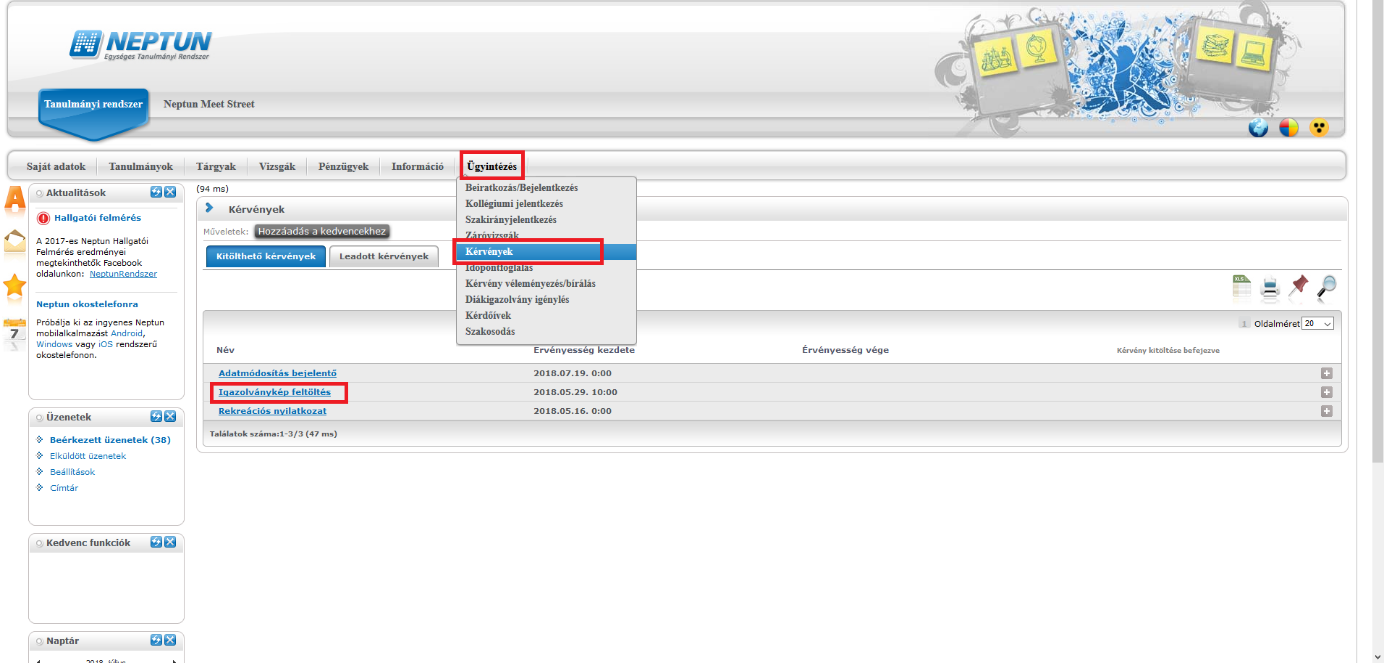 NEPTUN
Egységes Tanulmányi Rendszer
Tanulmányi rendszer
Neptun Meet Street
Saját adatok
Tanulmányok
Tárgyak
Vizsgák
Pénzügyek
Információ
Ügyintézés
Beiratkozás/Bejelentkezés
Kollégiumi jelentkezés
Szakirányjelentkezés
Záróvizsgák
Kérvények
Időpontfoglalás
Kérvény véleményezés/bírálás
Diákigazolvány igénylés
Kérdőívek
Szakosodás
7
Aktualitások
Hallgatói felmérés
A 2017-es Neptun Hallgatói
Felmérés eredményei
megtekinthetők Facebook
oldalunkon: NeptunRendszer
Neptun okostelefonra
Próbálja ki az ingyenes Neptun
mobilalkalmazást Android,
Windows vagy iOS rendszerű
okostelefonon.
Üzenetek
Beérkezett üzenetek (38)
Elküldött üzenetek
Beállítások
Címtár
Kedvenc funkciók
Naptár
2018. július
(94 ms)
Kérvények
Műveletek: Hozzáadás a kedvencekhez
Kitölthető kérvények
Leadott kérvények
XLS
1 Oldalméret 20
Név Érvényesség kezdete Érvényesség vége Kérvény kitöltése befejezve
Adatmódosítás bejelentő 2018.07.19. 0:00
Igazolványkép feltöltés 2018.05.29. 10:00
Rekreációs nyilatkozat 2018.05.16. 0:00
Találatok száma:1-3/3 (47 ms)